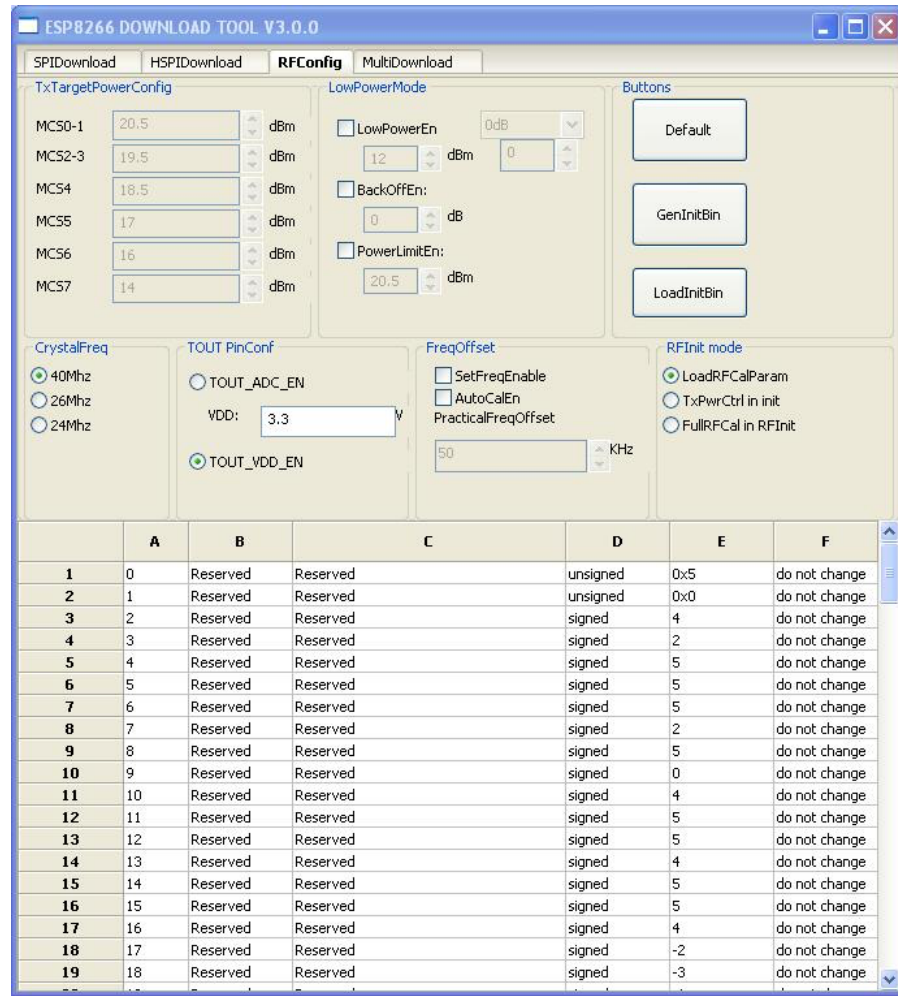 ESP8266 DOWNLOAD TOOL V3.0.0
SPIDownload HSPIDownload RFConfig MultiDownload
TxTargetPowerConfig
MCS0-1 20.5 dBm
MCS2-3 19.5 dBm
MCS4 18.5 dBm
MCS5 17 dBm
MCS6 16 dBm
MCS7 14 dBm
LowPowerMode
LowPowerEn 0dB
12 dBm 0
BackOffEn:
0 dB
PowerLimitEn:
20.5 dBm
Buttons
Default
GenInitBin
LoadInitBin
CrystalFreq
40Mhz
26Mhz
24Mhz
TOUT PinConf
TOUT_ADC_EN
VDD: 3.3 V
TOUT_VDD_EN
FreqOffset
SetFreqEnable
AutoCalEn
PracticalFreqOffset
50 KHz
RFInit mode
LoadRFCalParam
TxPwrCtrl in init
FullRFCal in RFInit
A B C D E F
1 0 Reserved Reserved unsigned 0x5 do not change
2 1 Reserved Reserved unsigned 0x0 do not change
3 2 Reserved Reserved signed 4 do not change
4 3 Reserved Reserved signed 2 do not change
5 4 Reserved Reserved signed 5 do not change
6 5 Reserved Reserved signed 5 do not change
7 6 Reserved Reserved signed 5 do not change
8 7 Reserved Reserved signed 2 do not change
9 8 Reserved Reserved signed 5 do not change
10 9 Reserved Reserved signed 0 do not change
11 10 Reserved Reserved signed 4 do not change
12 11 Reserved Reserved signed 5 do not change
13 12 Reserved Reserved signed 5 do not change
14 13 Reserved Reserved signed 4 do not change
15 14 Reserved Reserved signed 5 do not change
16 15 Reserved Reserved signed 5 do not change
17 16 Reserved Reserved signed 4 do not change
18 17 Reserved Reserved signed -2 do not change
19 18 Reserved Reserved signed -3 do not change